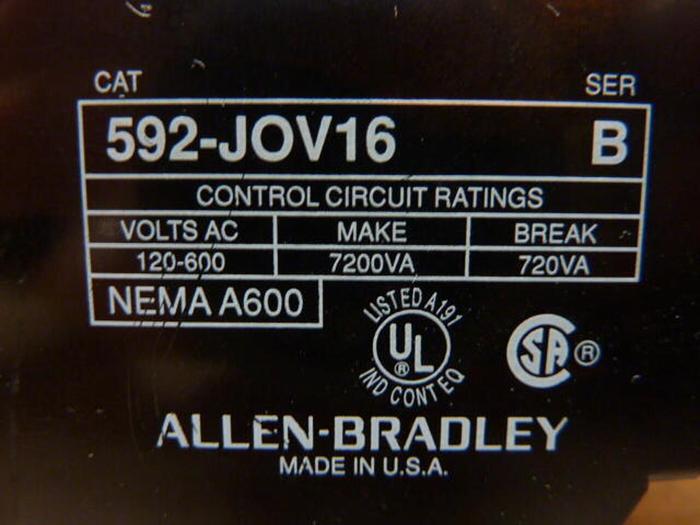 CAT SER
592-JOV16 B
CONTROL CIRCUIT RATINGS
VOLTS AC MAKE BREAK
120-600 7200VA 720VA
NEMA A600
LISTED A191
UL ®
IND CONT EQ
SA ®
ALLEN-BRADLEY
MADE IN U.S.A.